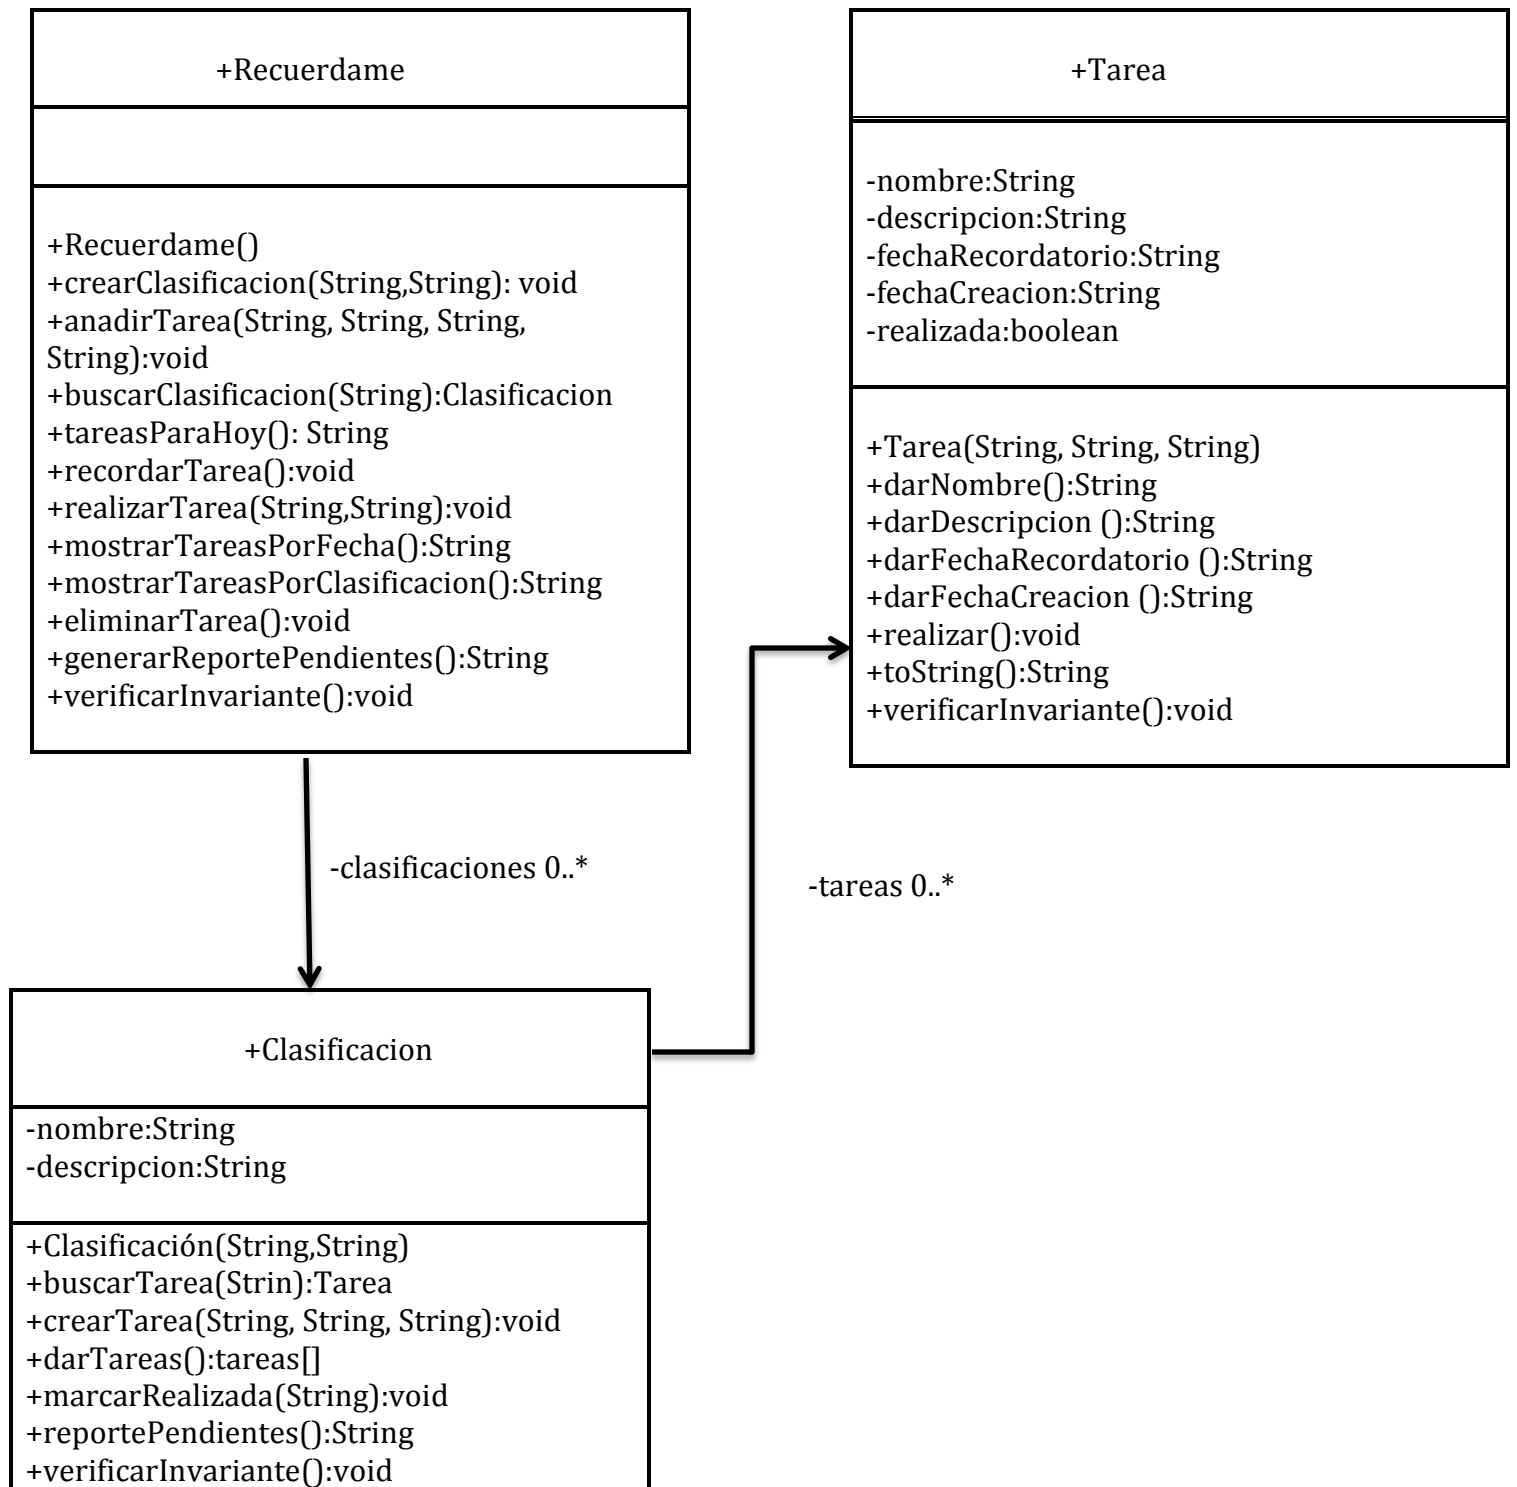 +Recuerdame
+Recuerdame()
+crearClasificacion(String,String): void
+anadirTarea(String, String, String,
String):void
+buscarClasificacion(String):Clasificacion
+tareasParaHoy(): String
+recordarTarea():void
+realizarTarea(String,String):void
+mostrarTareasPorFecha():String
+mostrarTareasPorClasificacion():String
+eliminarTarea():void
+generarReportePendientes():String
+verificarInvariante():void
+Tarea
-nombre:String
-descripcion:String
-fechaRecordatorio:String
-fechaCreacion:String
-realizada:boolean
+Tarea(String, String, String)
+darNombre():String
+darDescripcion ():String
+darFechaRecordatorio ():String
+darFechaCreacion ():String
+realizar():void
+toString():String
+verificarInvariante():void
-clasificaciones 0..*
-tareas 0..*
+Clasificacion
-nombre:String
-descripcion:String
+Clasificación(String,String)
+buscarTarea(Strin):Tarea
+crearTarea(String, String, String):void
+darTareas():tareas[]
+marcarRealizada(String):void
+reportePendientes():String
+verificarInvariante():void